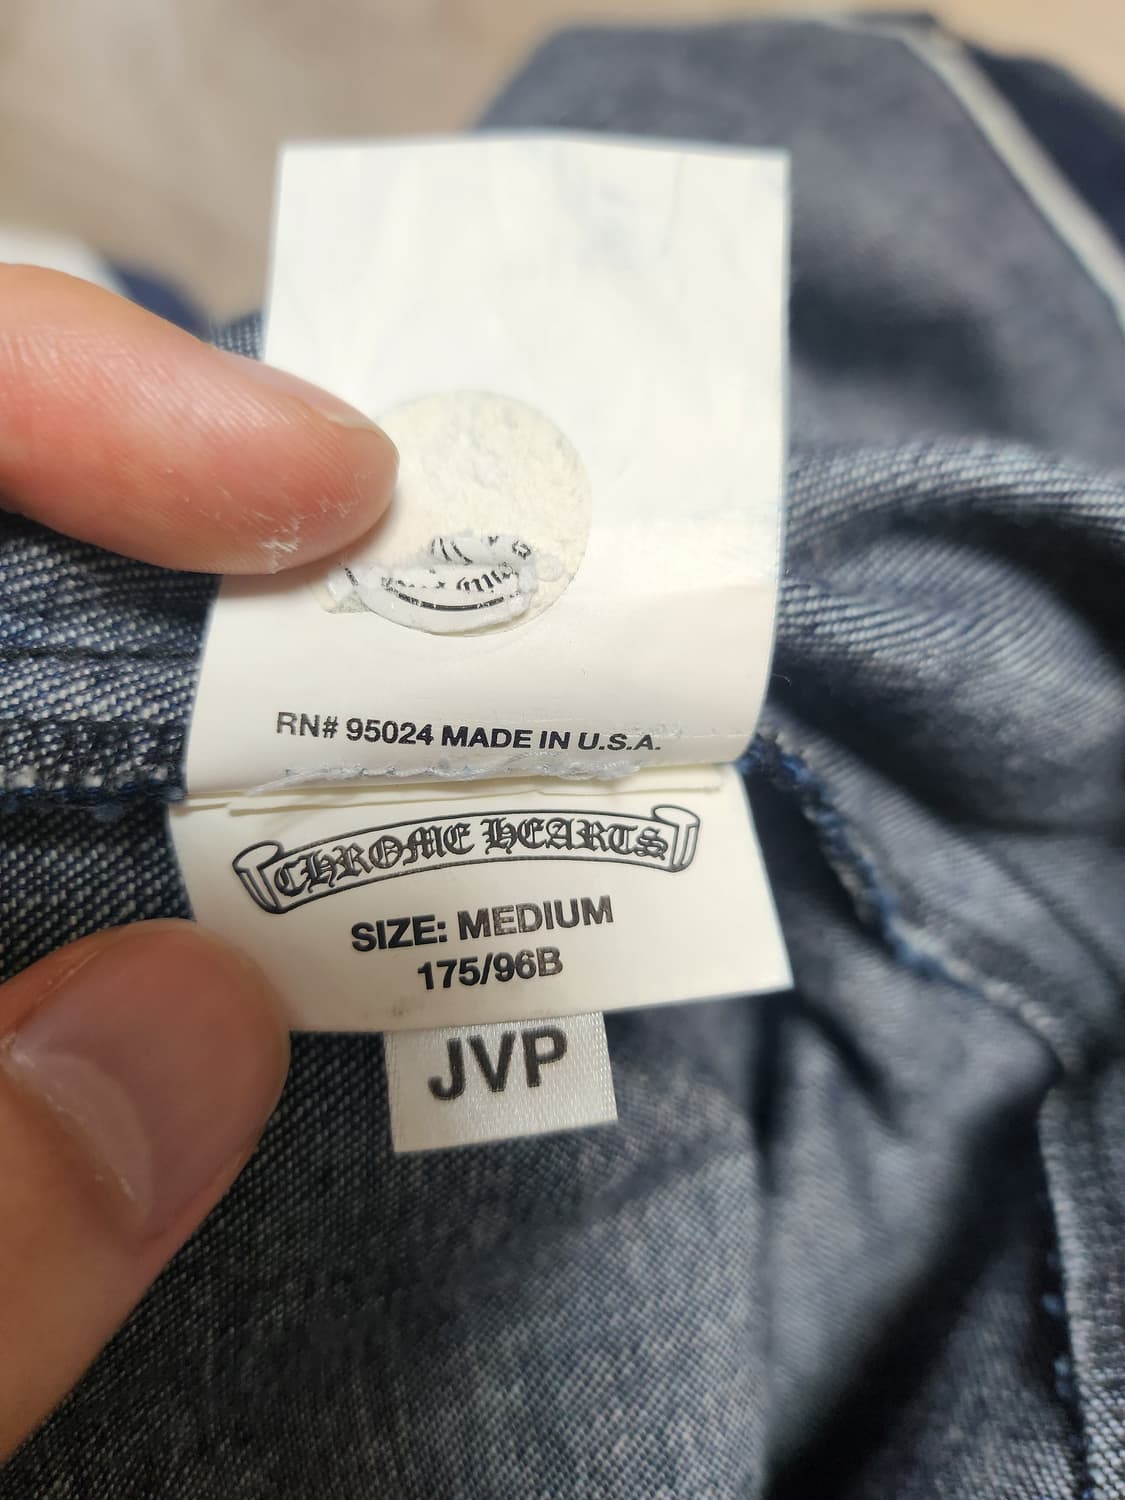 RN# 95024 MADE IN U.S.A.
CHROME HEARTS
SIZE: MEDIUM
175/96B
JVP